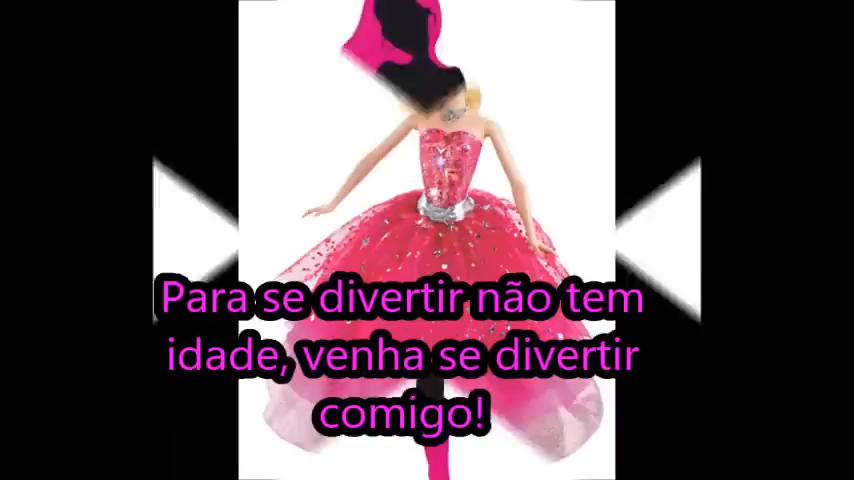 Para se divertir não tem
idade, venha se divertir
comigo!